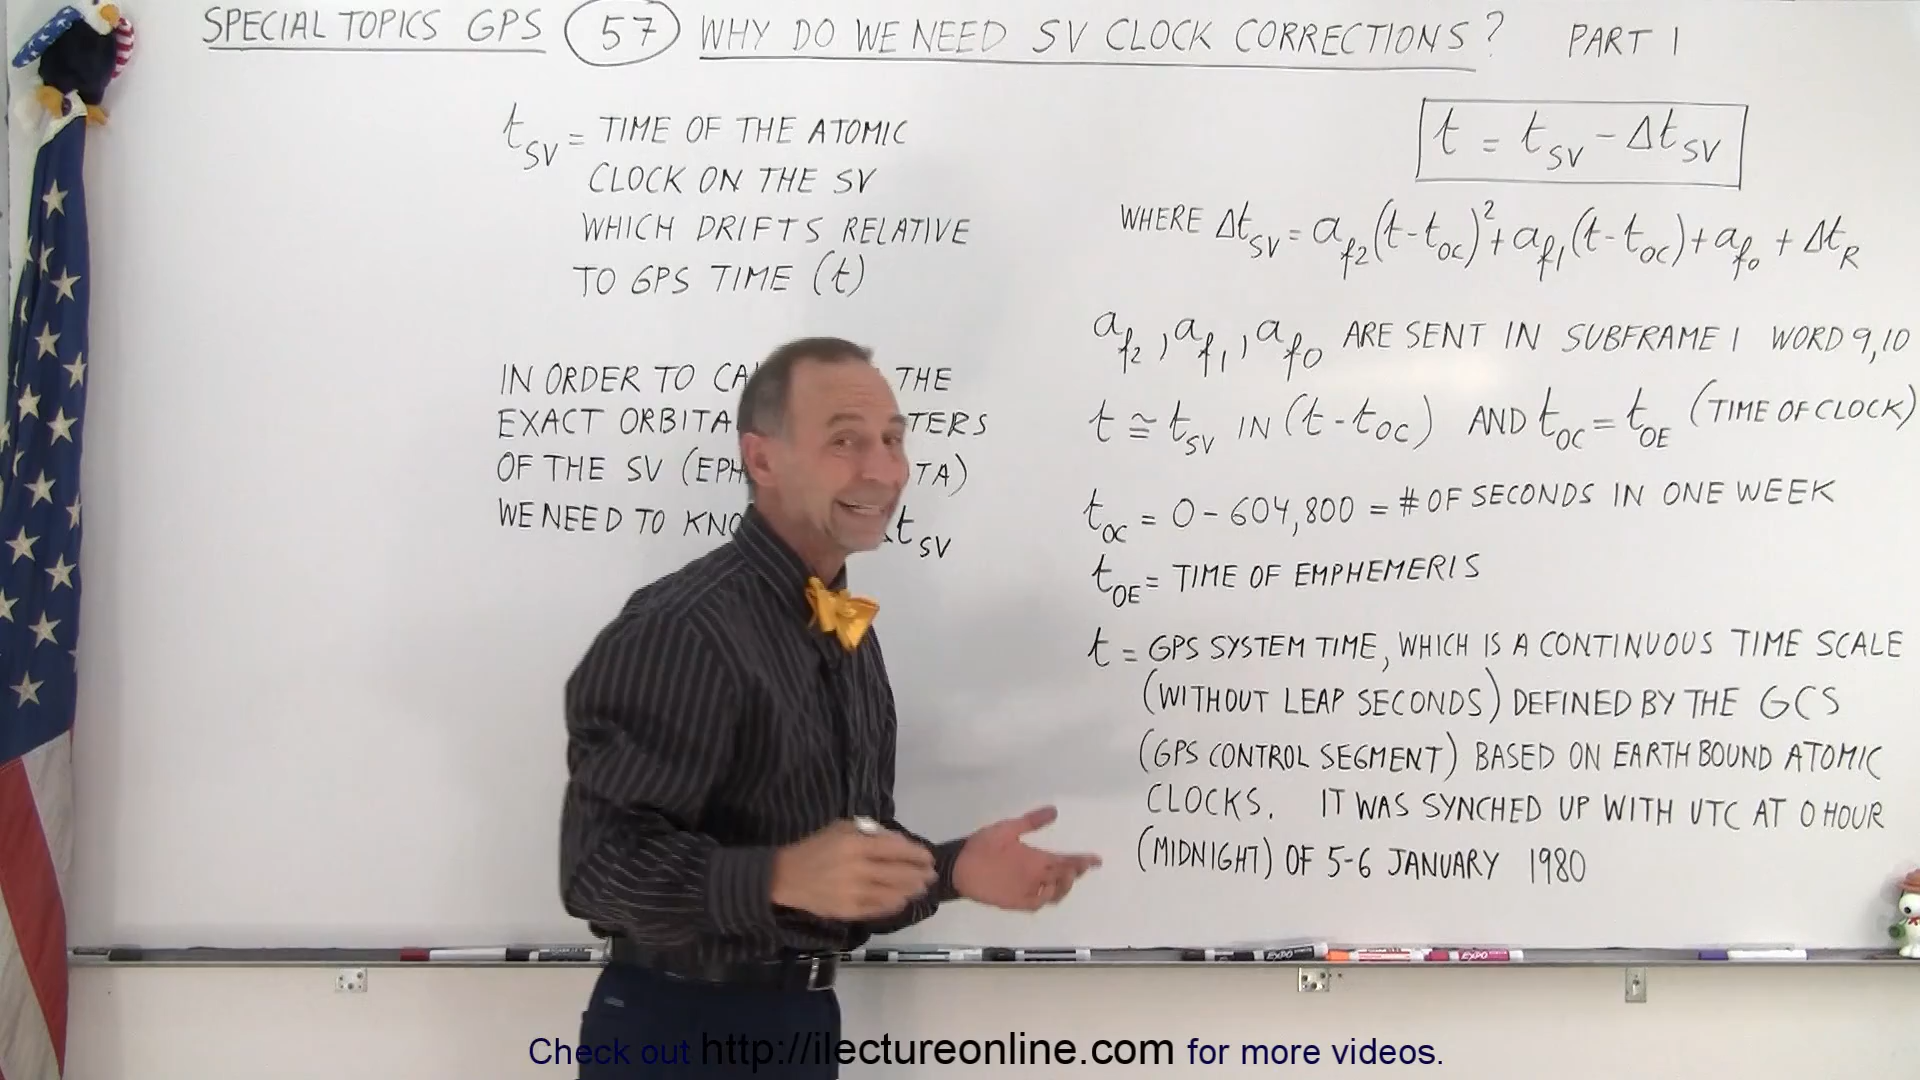 SPECIAL TOPICS GPS 57 WHY DO WE NEED SV CLOCK CORRECTIONS? PART 1
t_SV = TIME OF THE ATOMIC
CLOCK ON THE SV
WHICH DRIFTS RELATIVE
TO GPS TIME (t)
IN ORDER TO CA THE
EXACT ORBITA TERS
OF THE SV (EPH TA)
WE NEED TO KNO t_SV
t = t_SV - Δt_SV
WHERE Δt_SV = a_f2 (t - t_OC)² + a_f1 (t - t_OC) + a_f0 + Δt_R
a_f2, a_f1, a_f0 ARE SENT IN SUBFRAME 1 WORD 9,10
t ≅ t_SV IN (t - t_OC) AND t_OC = t_OE (TIME OF CLOCK)
t_OC = 0 - 604,800 = # OF SECONDS IN ONE WEEK
t_OE = TIME OF EMPHEMERIS
t = GPS SYSTEM TIME, WHICH IS A CONTINUOUS TIME SCALE
(WITHOUT LEAP SECONDS) DEFINED BY THE GCS
(GPS CONTROL SEGMENT) BASED ON EARTH BOUND ATOMIC
CLOCKS. IT WAS SYNCHED UP WITH UTC AT 0 HOUR
(MIDNIGHT) OF 5-6 JANUARY 1980
EXPO EXPO
Check out http://ilectureonline.com for more videos.